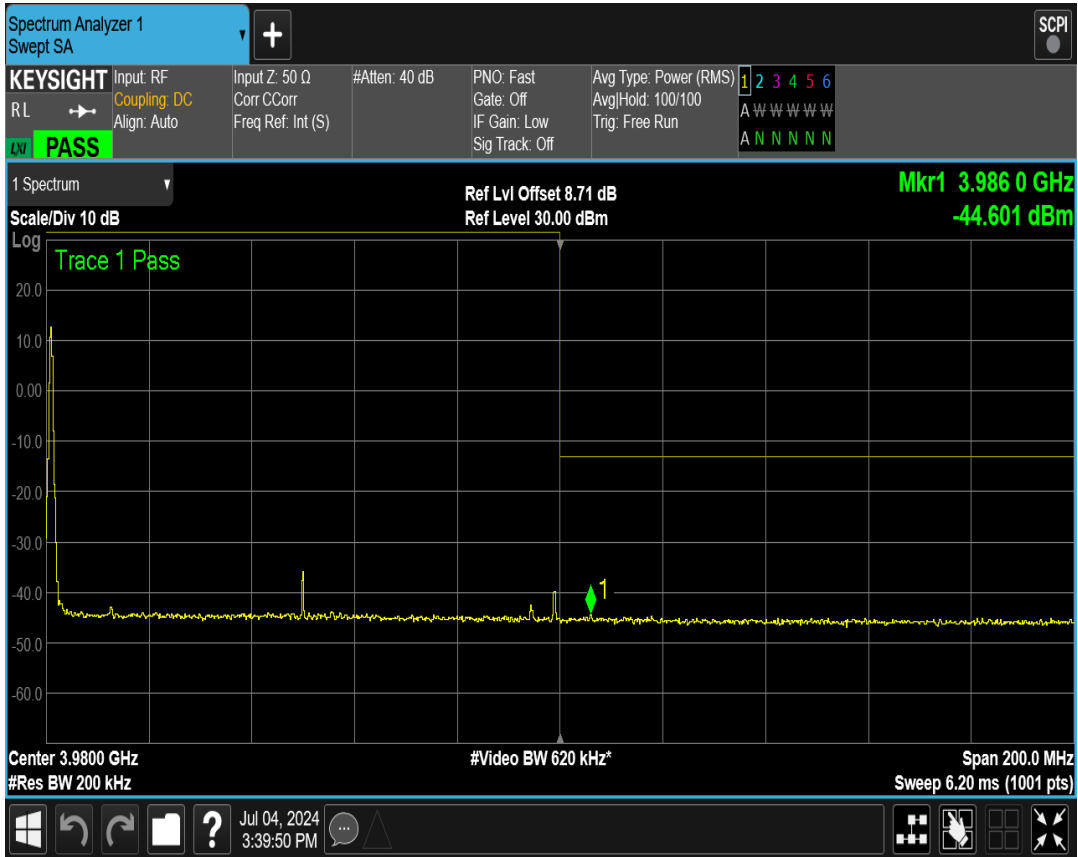 Spectrum Analyzer 1
Swept SA
+
SCPI
KEYSIGHT
R L
LXI PASS
Input: RF
Coupling: DC
Align: Auto
Input Z: 50 Ω
Corr CCorr
Freq Ref: Int (S)
#Atten: 40 dB
PNO: Fast
Gate: Off
IF Gain: Low
Sig Track: Off
Avg Type: Power (RMS)
Avg|Hold: 100/100
Trig: Free Run
1 2 3 4 5 6
A W W W W W
A N N N N N
1 Spectrum
Scale/Div 10 dB
Ref Lvl Offset 8.71 dB
Ref Level 30.00 dBm
Mkr1 3.986 0 GHz
-44.601 dBm
Log
Trace 1 Pass
20.0
10.0
0.00
-10.0
-20.0
-30.0
-40.0
1
-50.0
-60.0
Center 3.9800 GHz
#Video BW 620 kHz*
Span 200.0 MHz
#Res BW 200 kHz
Sweep 6.20 ms (1001 pts)
?
Jul 04, 2024
3:39:50 PM